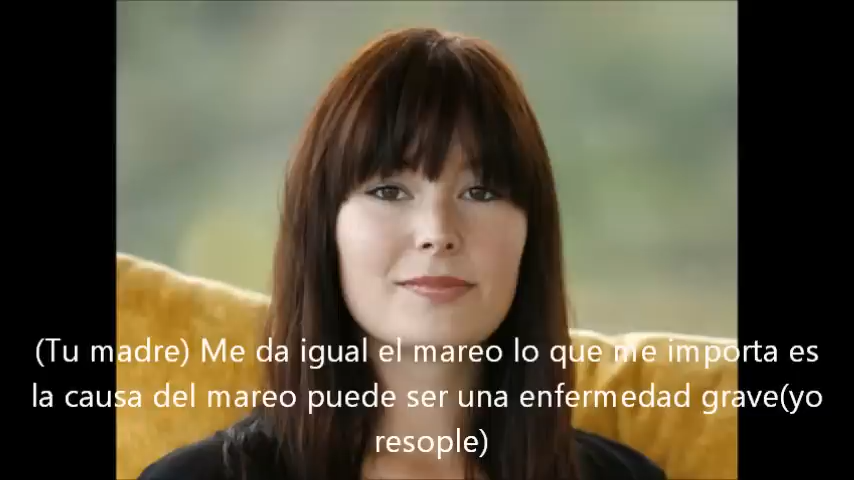 (Tu madre) Me da igual el mareo lo que me importa es
la causa del mareo puede ser una enfermedad grave(yo
resople)